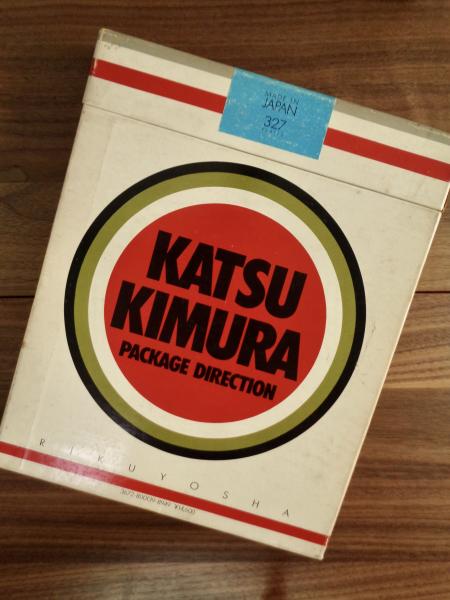 MADE IN
JAPAN
327
KATSU
KIMURA
PACKAGE DIRECTION
RIKUYOSHA